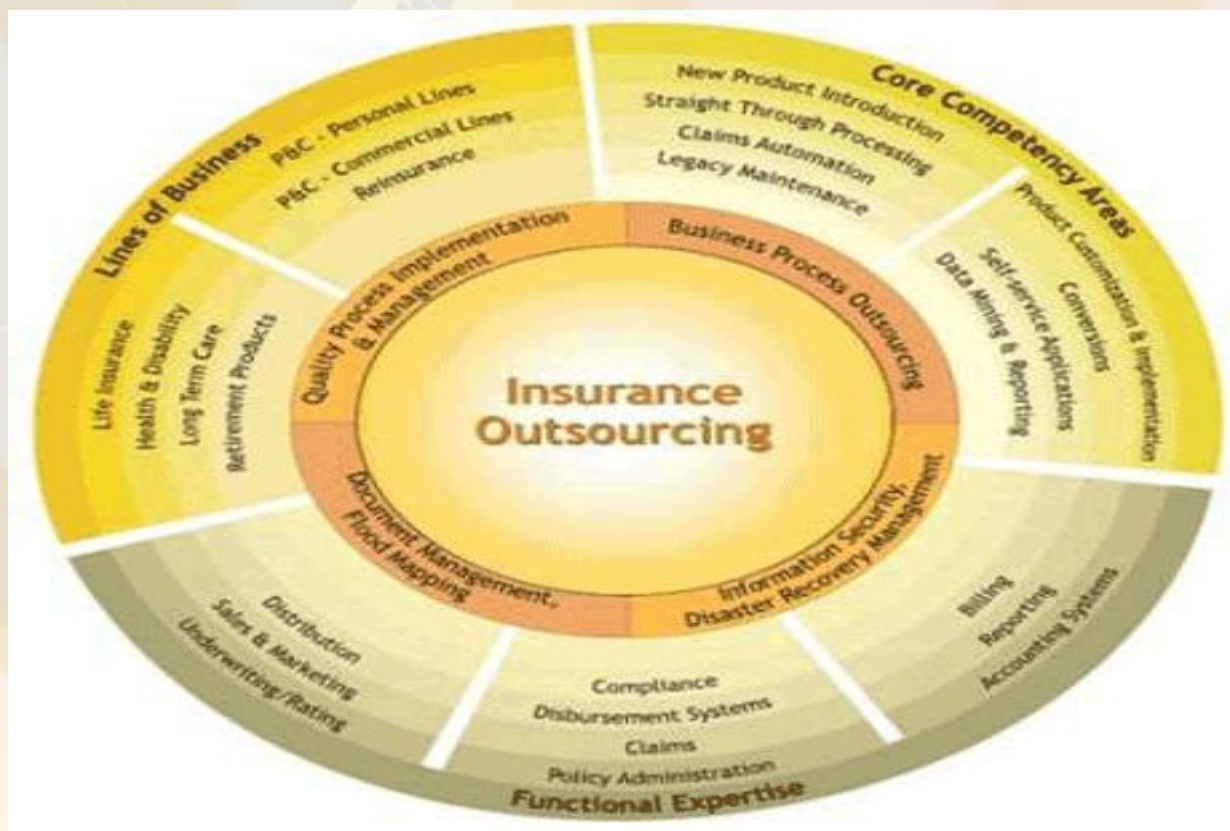 Insurance
Outsourcing
Quality Process Implementation
& Management
Business Process Outsourcing
Information Security,
Disaster Recovery Management
Document Management,
Flood Mapping
Lines of Business
P&C - Personal Lines
P&C - Commercial Lines
Reinsurance
Life Insurance
Health & Disability
Long Term Care
Retirement Products
Core Competency Areas
New Product Introduction
Straight Through Processing
Claims Automation
Legacy Maintenance
Product Customization & Implementation
Conversions
Self-service Applications
Data Mining & Reporting
Billing
Reporting
Accounting Systems
Compliance
Disbursement Systems
Claims
Policy Administration
Distribution
Sales & Marketing
Underwriting/Rating
Functional Expertise